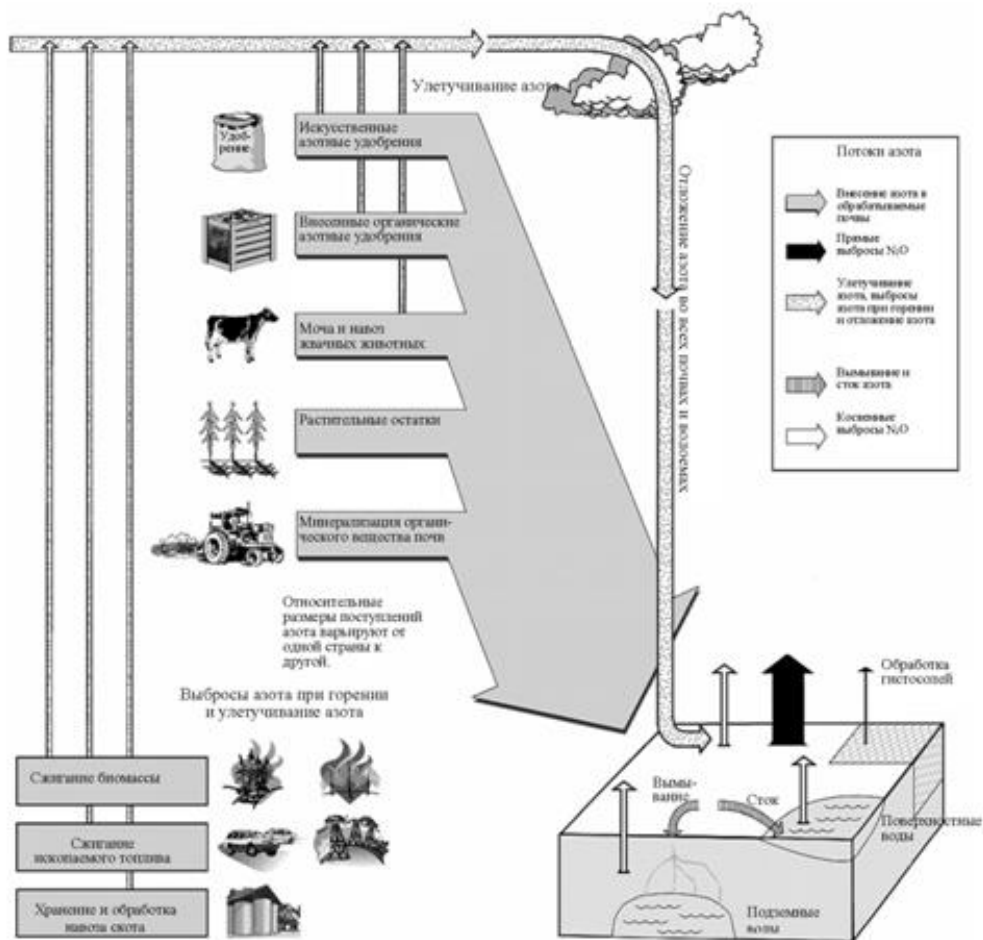 Улетучивание азота
Удоб-
рение
Искусственные
азотные удобрения
Внесенные органические
азотные удобрения
Моча и навоз
жвачных животных
Растительные остатки
Минерализация органи-
ческого вещества почв
Относительные
размеры поступлений
азота варьируют от
одной страны к
другой.
Отложение азота во всех почвах и водоемах
Потоки азота
Внесение азота в
обрабатываемые
почвы
Прямые
выбросы N₂O
Улетучивание
азота, выбросы
азота при горении
и отложение азота
Вымывание и
сток азота
Косвенные
выбросы N₂O
Выбросы азота при горении
и улетучивание азота
Сжигание биомассы
Сжигание
ископаемого топлива
Хранение и обработка
навоза скота
Обработка
гистосолей
Вымы-
вание
Сток
Поверхностные
воды
Подземные
воды